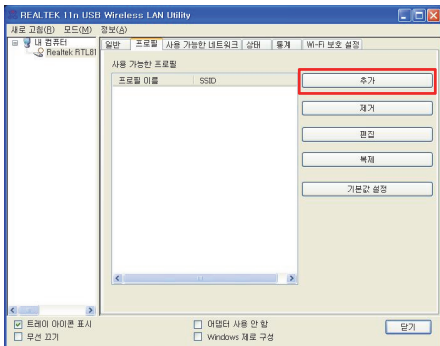 REALTEK 11n USB Wireless LAN Utility
새로 고침(R) 모드(M) 정보(A)
내 컴퓨터
Realtek RTL81
일반 프로필 사용 가능한 네트워크 상태 통계 Wi-Fi 보호 설정
사용 가능한 프로필
프로필 이름 SSID
추가
제거
편집
복제
기본값 설정
트레이 아이콘 표시
무선 끄기
어댑터 사용 안 함
Windows 제로 구성
닫기